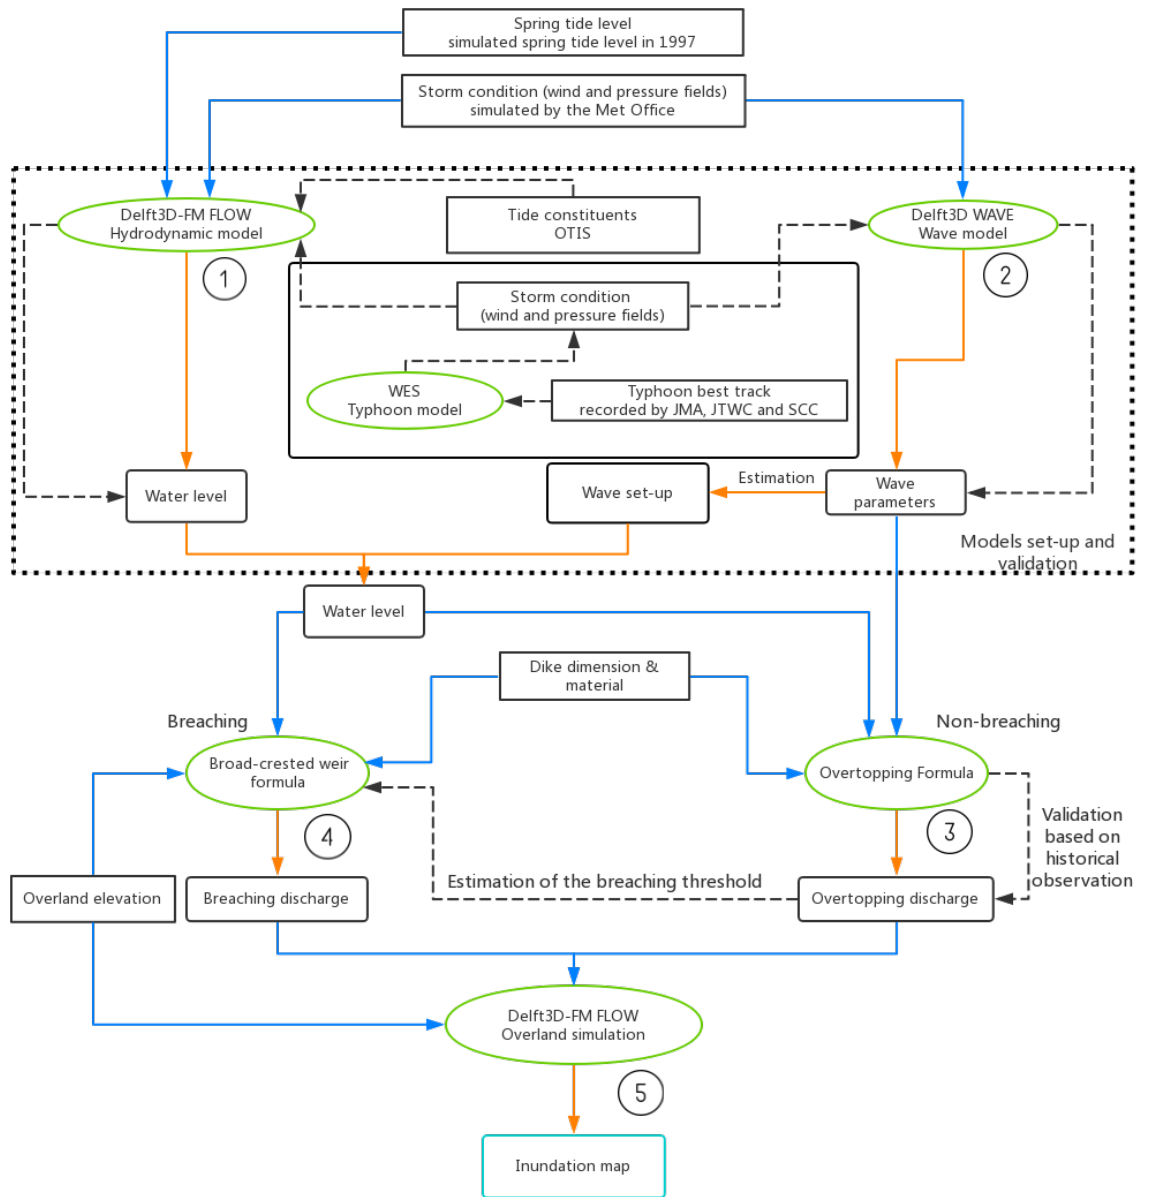 Spring tide level
simulated spring tide level in 1997
Storm condition (wind and pressure fields)
simulated by the Met Office
Delft3D-FM FLOW
Hydrodynamic model
1
Tide constituents
OTIS
Delft3D WAVE
Wave model
2
Storm condition
(wind and pressure fields)
WES
Typhoon model
Typhoon best track
recorded by JMA, JTWC and SCC
Water level
Wave set-up
Estimation
Wave
parameters
Models set-up and
validation
Water level
Dike dimension &
material
Breaching
Non-breaching
Broad-crested weir
formula
4
Overtopping Formula
3
Validation
based on
historical
observation
Overland elevation
Breaching discharge
Estimation of the breaching threshold
Overtopping discharge
Delft3D-FM FLOW
Overland simulation
5
Inundation map